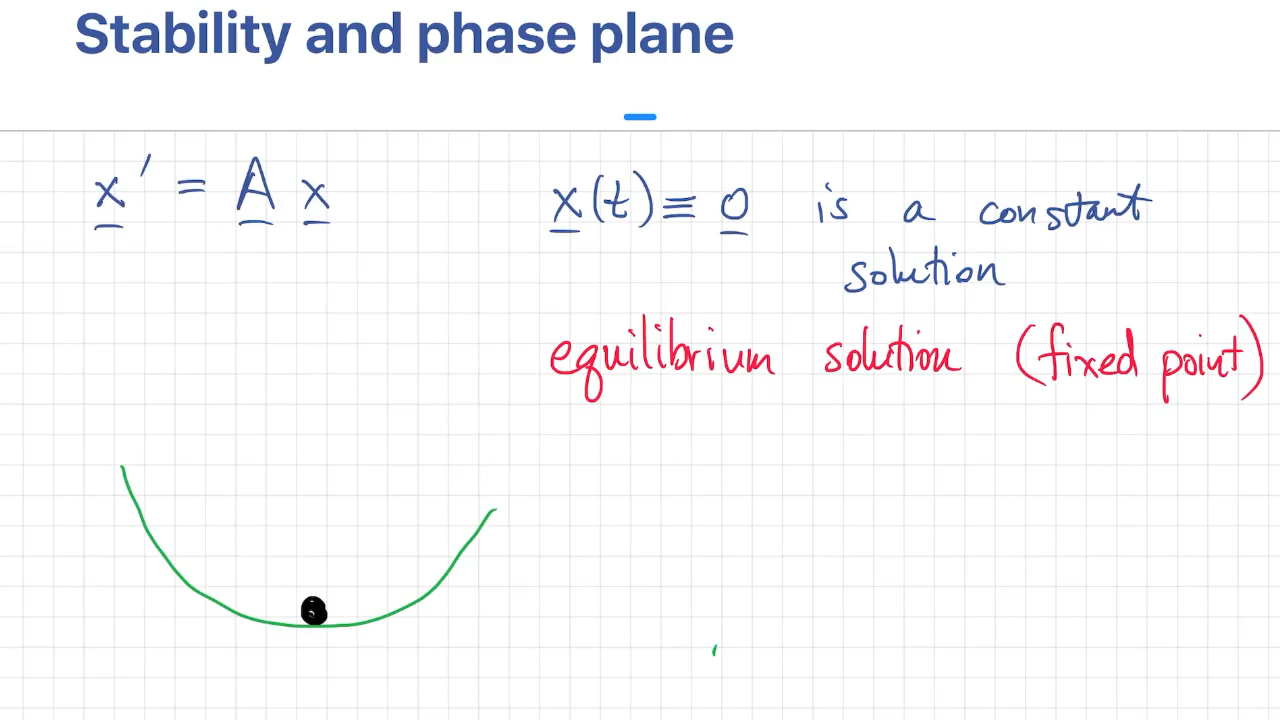 Stability and phase plane
x' = A x
x(t) ≡ 0 is a constant
solution
equilibrium solution (fixed point)